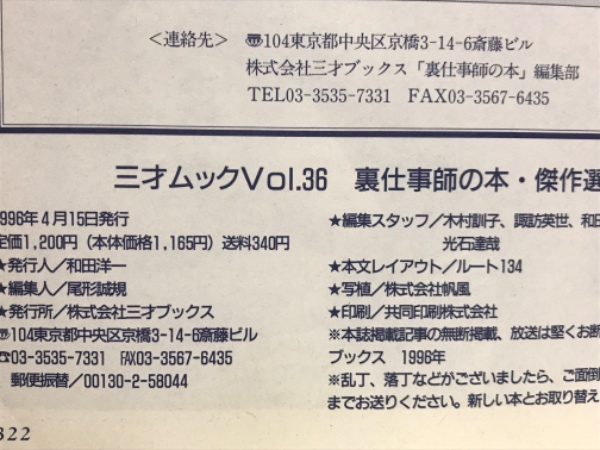 <連絡先> 〠104東京都中央区京橋3-14-6斎藤ビル
株式会社三才ブックス「裏仕事師の本」編集部
TEL03-3535-7331 FAX03-3567-6435
三才ムックVol.36 裏仕事師の本・傑作選
1996年4月15日発行
定価1,200円（本体価格1,165円）送料340円
★発行人／和田洋一
★編集人／尾形誠規
★発行所／株式会社三才ブックス
〠104東京都中央区京橋3-14-6斎藤ビル
☎03-3535-7331 FAX03-3567-6435
郵便振替／00130-2-58044
★編集スタッフ／木村訓子、諏訪英世、和田
光石達哉
★本文レイアウト／ルート134
★写植／株式会社帆風
★印刷／共同印刷株式会社
※本誌掲載記事の無断掲載、放送は堅くお断
ブックス 1996年
※乱丁、落丁などがございましたら、ご面倒
までお送りください。新しい本とお取り替え
322